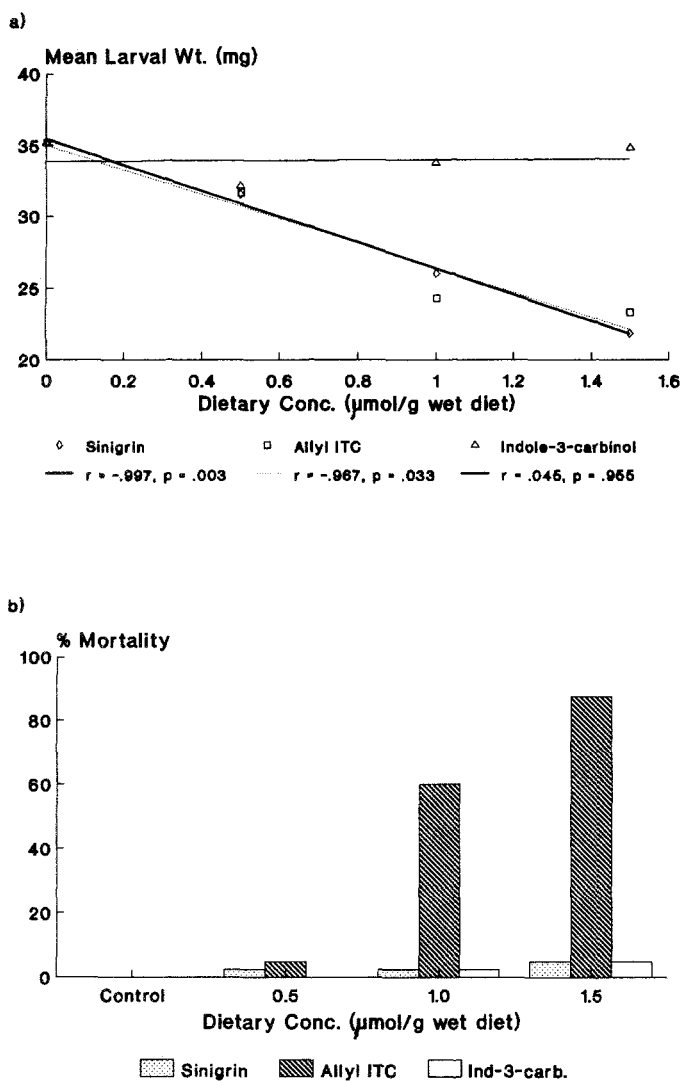 a)
Mean Larval Wt. (mg)
40
35
30
25
20
0 0.2 0.4 0.6 0.8 1 1.2 1.4 1.6
Dietary Conc. (µmol/g wet diet)
Sinigrin Allyl ITC Indole-3-carbinol
r = -.997, p = .003 r = -.967, p = .033 r = .045, p = .955
b)
% Mortality
100
80
60
40
20
0
Control 0.5 1.0 1.5
Dietary Conc. (µmol/g wet diet)
Sinigrin Allyl ITC Ind-3-carb.